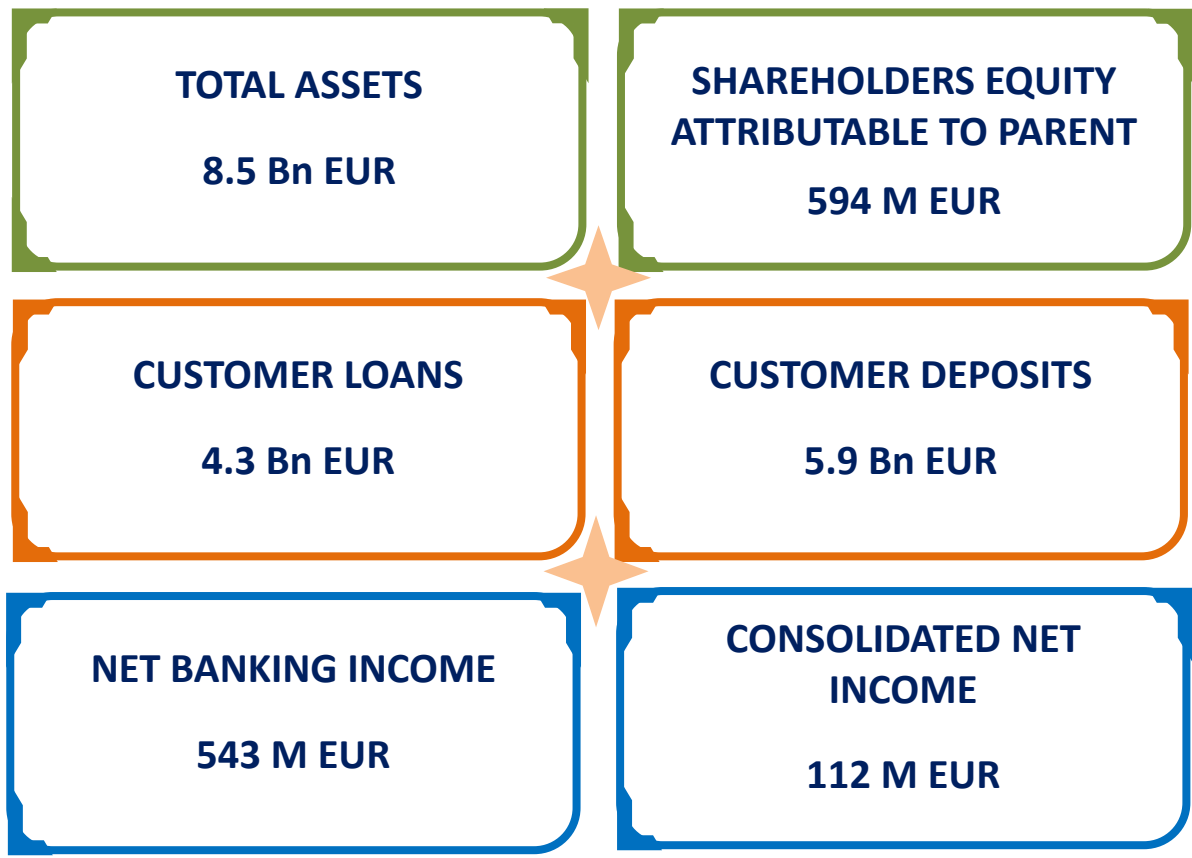 TOTAL ASSETS
8.5 Bn EUR
SHAREHOLDERS EQUITY
ATTRIBUTABLE TO PARENT
594 M EUR
CUSTOMER LOANS
4.3 Bn EUR
CUSTOMER DEPOSITS
5.9 Bn EUR
NET BANKING INCOME
543 M EUR
CONSOLIDATED NET
INCOME
112 M EUR